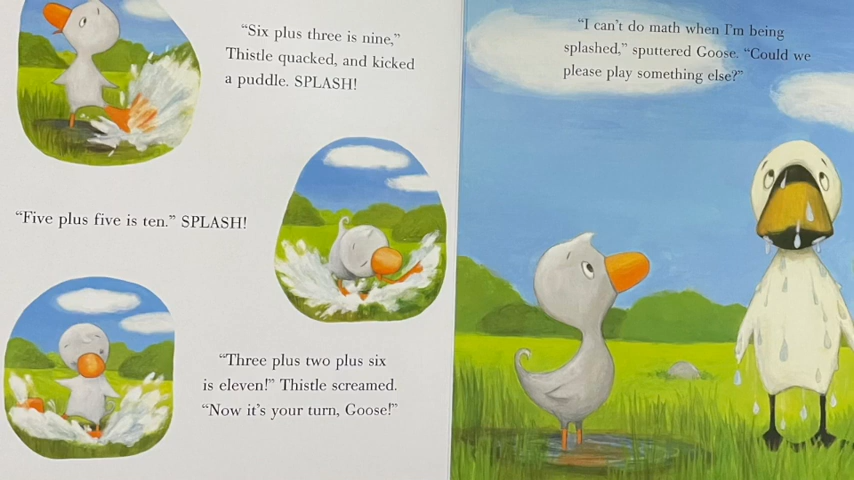 “Six plus three is nine,”
Thistle quacked, and kicked
a puddle. SPLASH!
“Five plus five is ten.” SPLASH!
“Three plus two plus six
is eleven!” Thistle screamed.
“Now it’s your turn, Goose!”
“I can’t do math when I’m being
splashed,” sputtered Goose. “Could we
please play something else?”